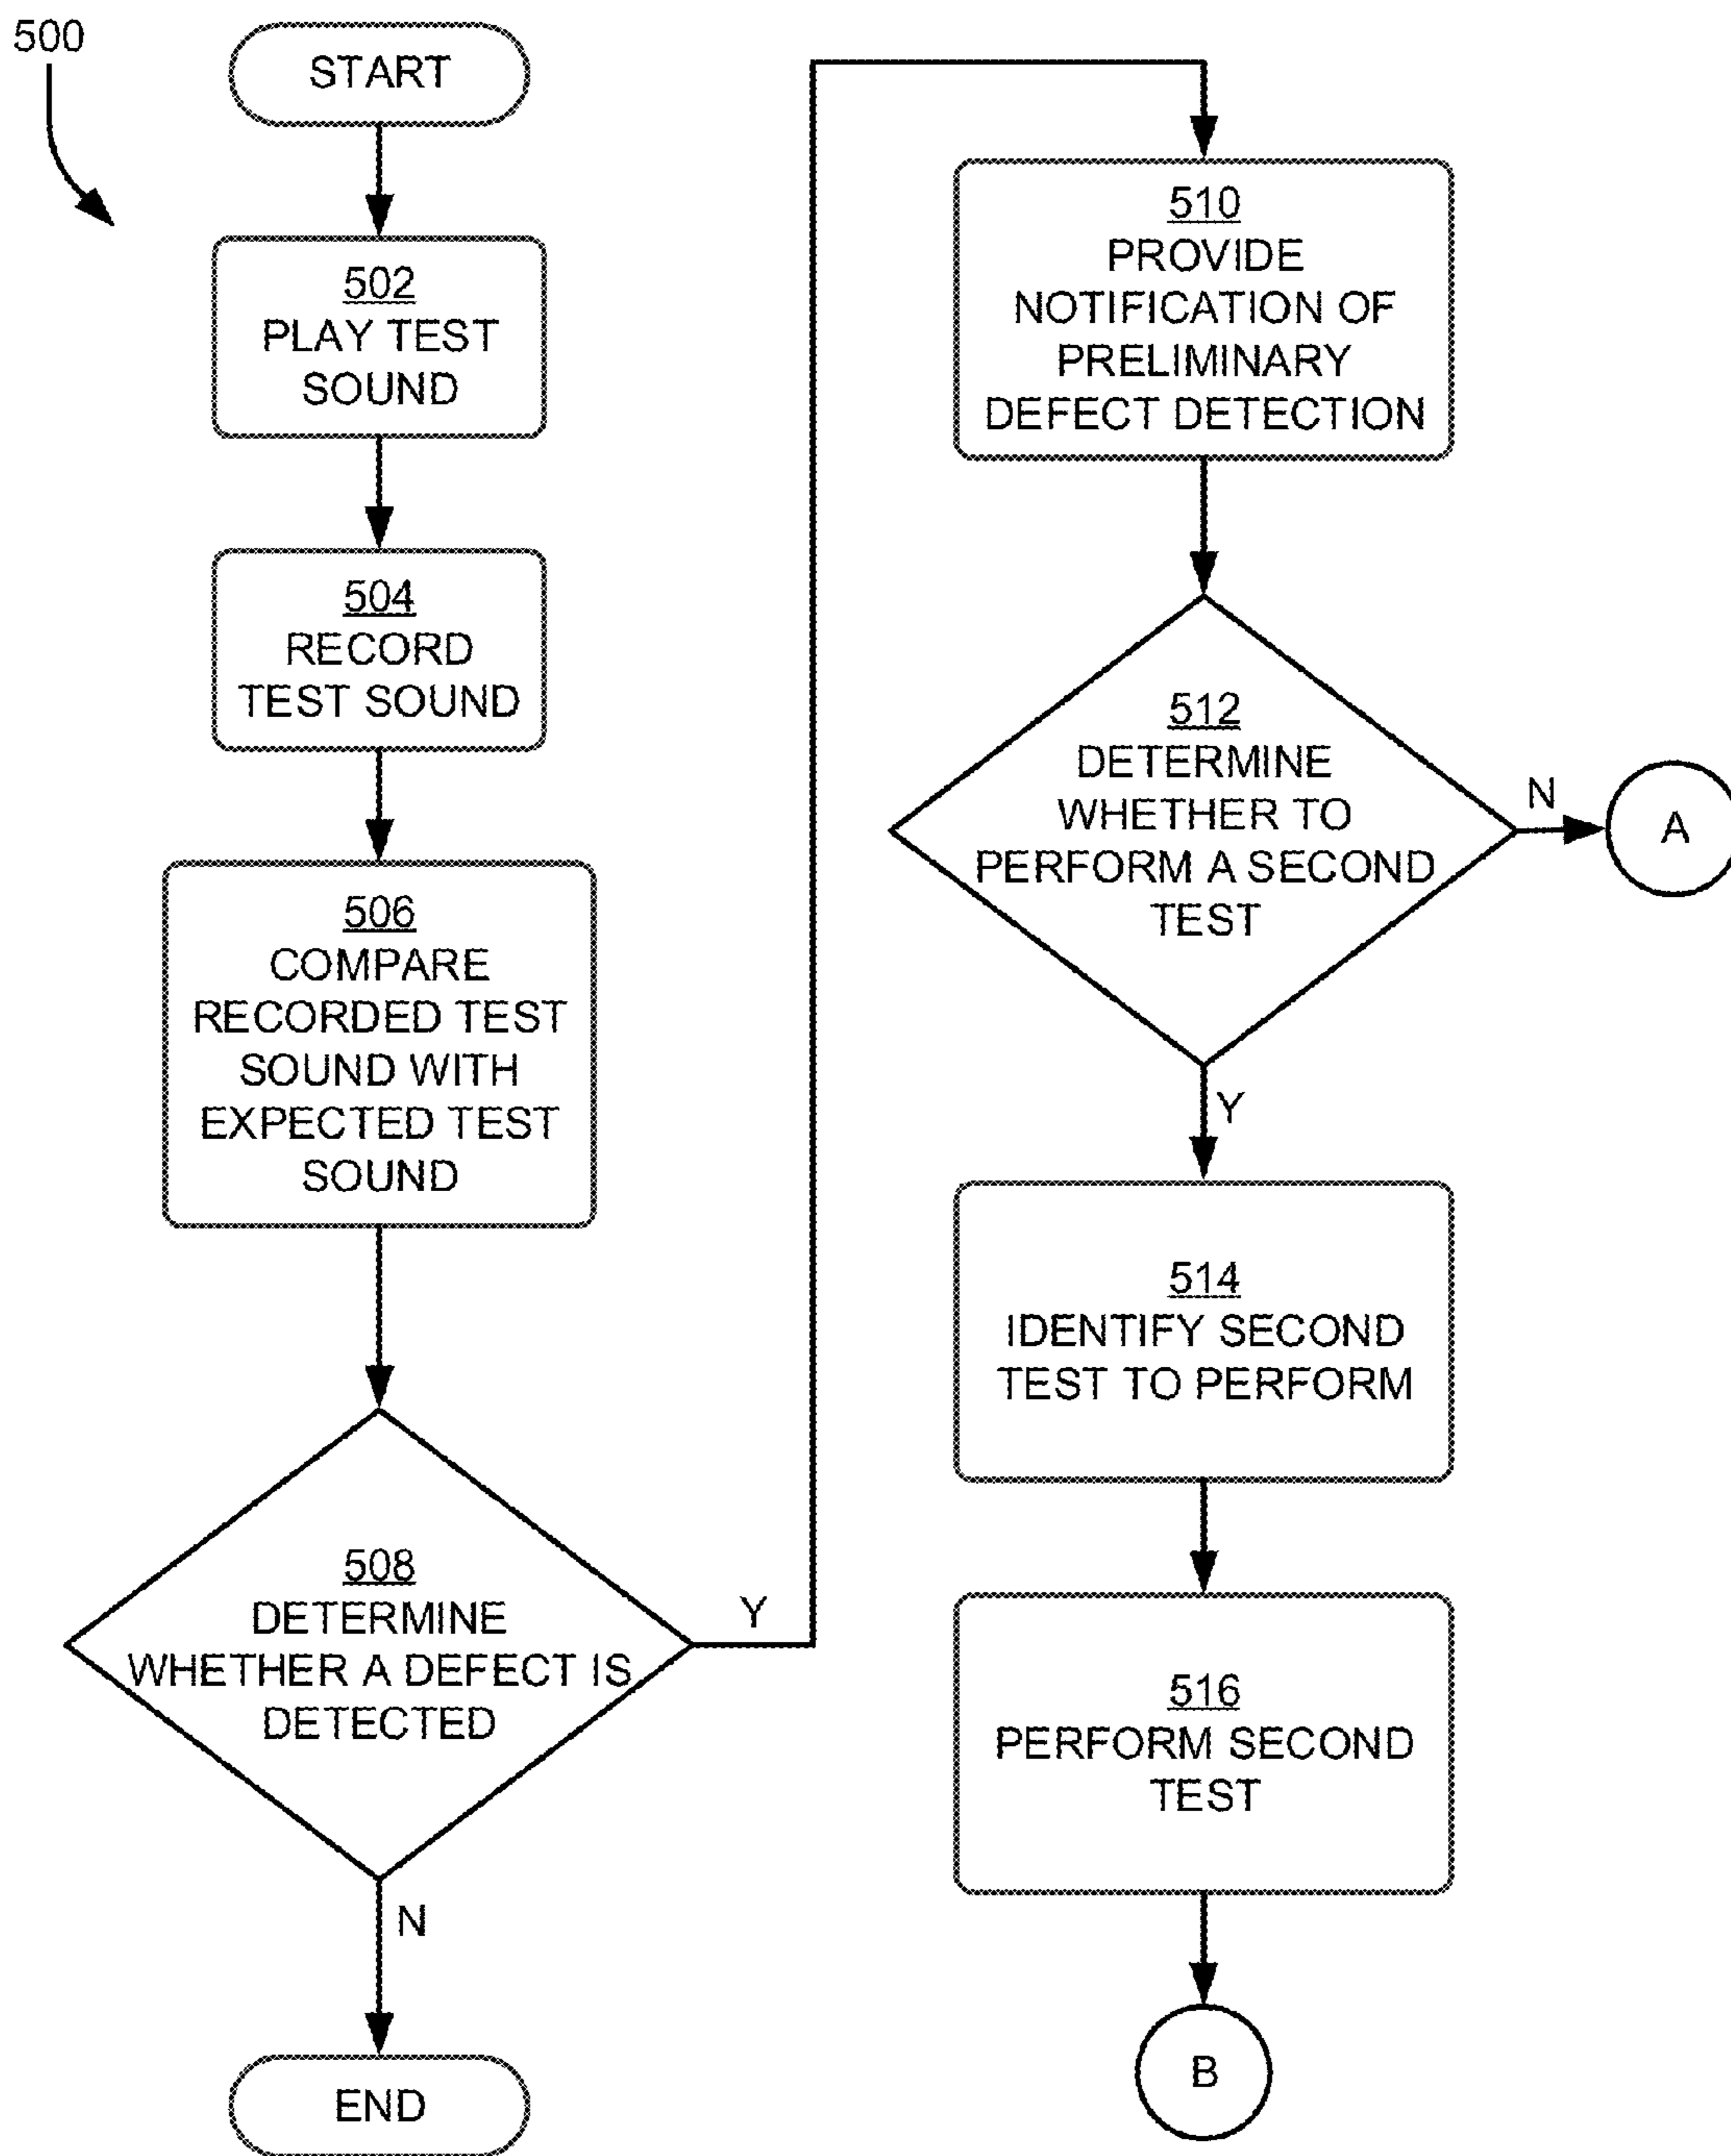 500
START
502
PLAY TEST
SOUND
504
RECORD
TEST SOUND
506
COMPARE
RECORDED TEST
SOUND WITH
EXPECTED TEST
SOUND
508
DETERMINE
WHETHER A DEFECT IS
DETECTED
Y
N
END
510
PROVIDE
NOTIFICATION OF
PRELIMINARY
DEFECT DETECTION
512
DETERMINE
WHETHER TO
PERFORM A SECOND
TEST
N
A
Y
514
IDENTIFY SECOND
TEST TO PERFORM
516
PERFORM SECOND
TEST
B